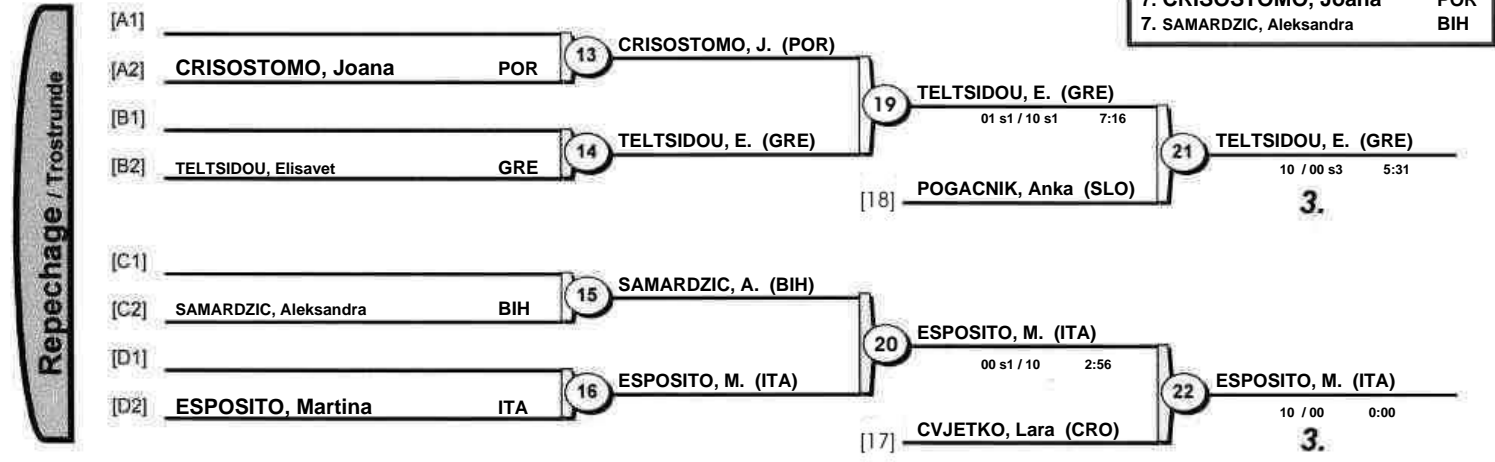 7. CRISOSTOMO, Joana POR
7. SAMARDZIC, Aleksandra BIH
Repechage / Trostrunde
[A1]
[A2] CRISOSTOMO, Joana POR
13
CRISOSTOMO, J. (POR)
[B1]
[B2] TELTSIDOU, Elisavet GRE
14
TELTSIDOU, E. (GRE)
19
TELTSIDOU, E. (GRE)
01 s1 / 10 s1 7:16
[18] POGACNIK, Anka (SLO)
21
TELTSIDOU, E. (GRE)
10 / 00 s3 5:31
3.
[C1]
[C2] SAMARDZIC, Aleksandra BIH
15
SAMARDZIC, A. (BIH)
[D1]
[D2] ESPOSITO, Martina ITA
16
ESPOSITO, M. (ITA)
20
ESPOSITO, M. (ITA)
00 s1 / 10 2:56
[17] CVJETKO, Lara (CRO)
22
ESPOSITO, M. (ITA)
10 / 00 0:00
3.